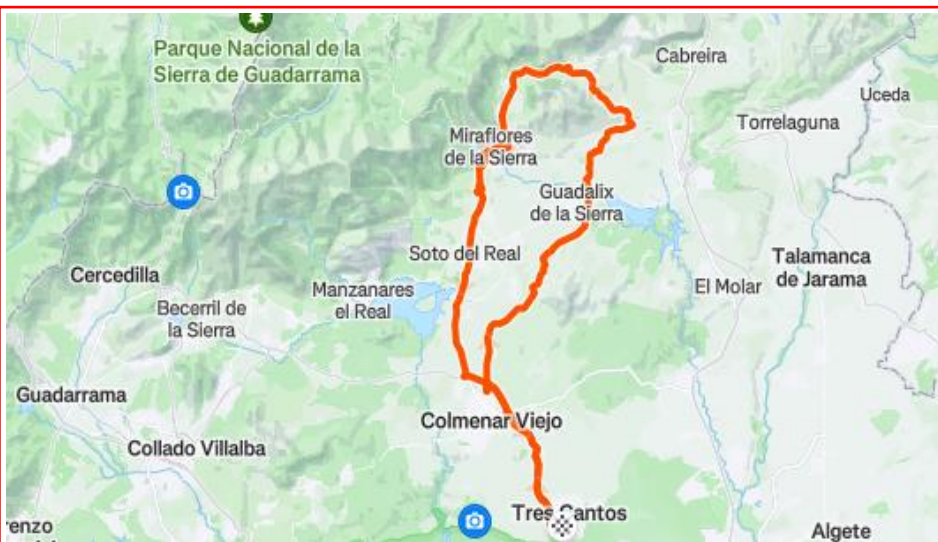 Parque Nacional de la
Sierra de Guadarrama
Cabreira
Uceda
Torrelaguna
Miraflores
de la Sierra
Guadalix
de la Sierra
Soto del Real
Talamanca
de Jarama
Cercedilla
El Molar
Manzanares
el Real
Becerril de
la Sierra
Guadarrama
Colmenar Viejo
Collado Villalba
Tres Cantos
renzo
Algete